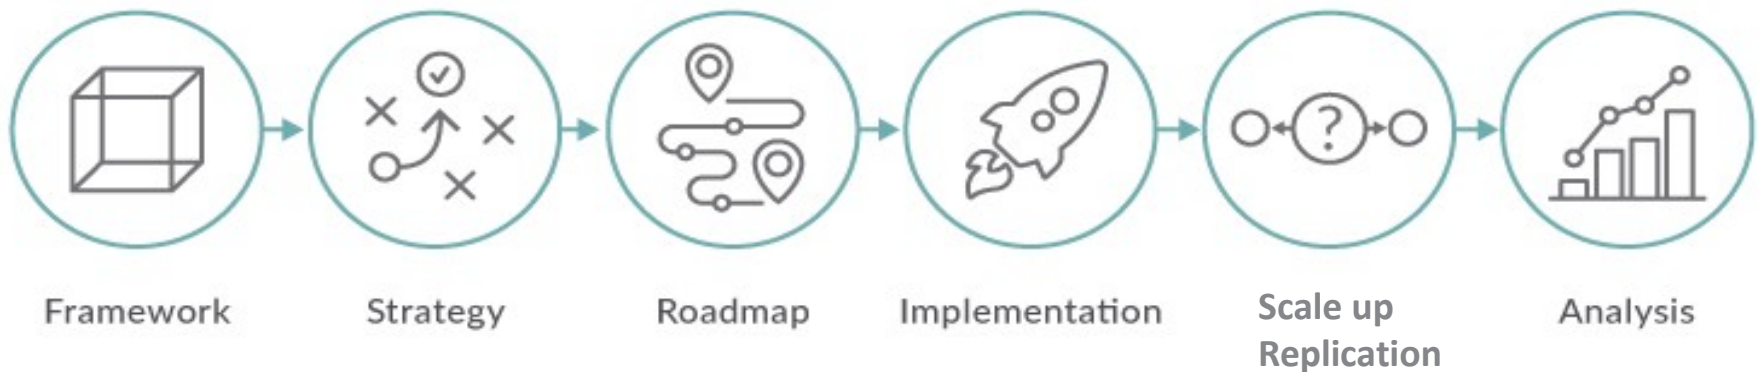 ?
Framework
Strategy
Roadmap
Implementation
Scale up
Replication
Analysis